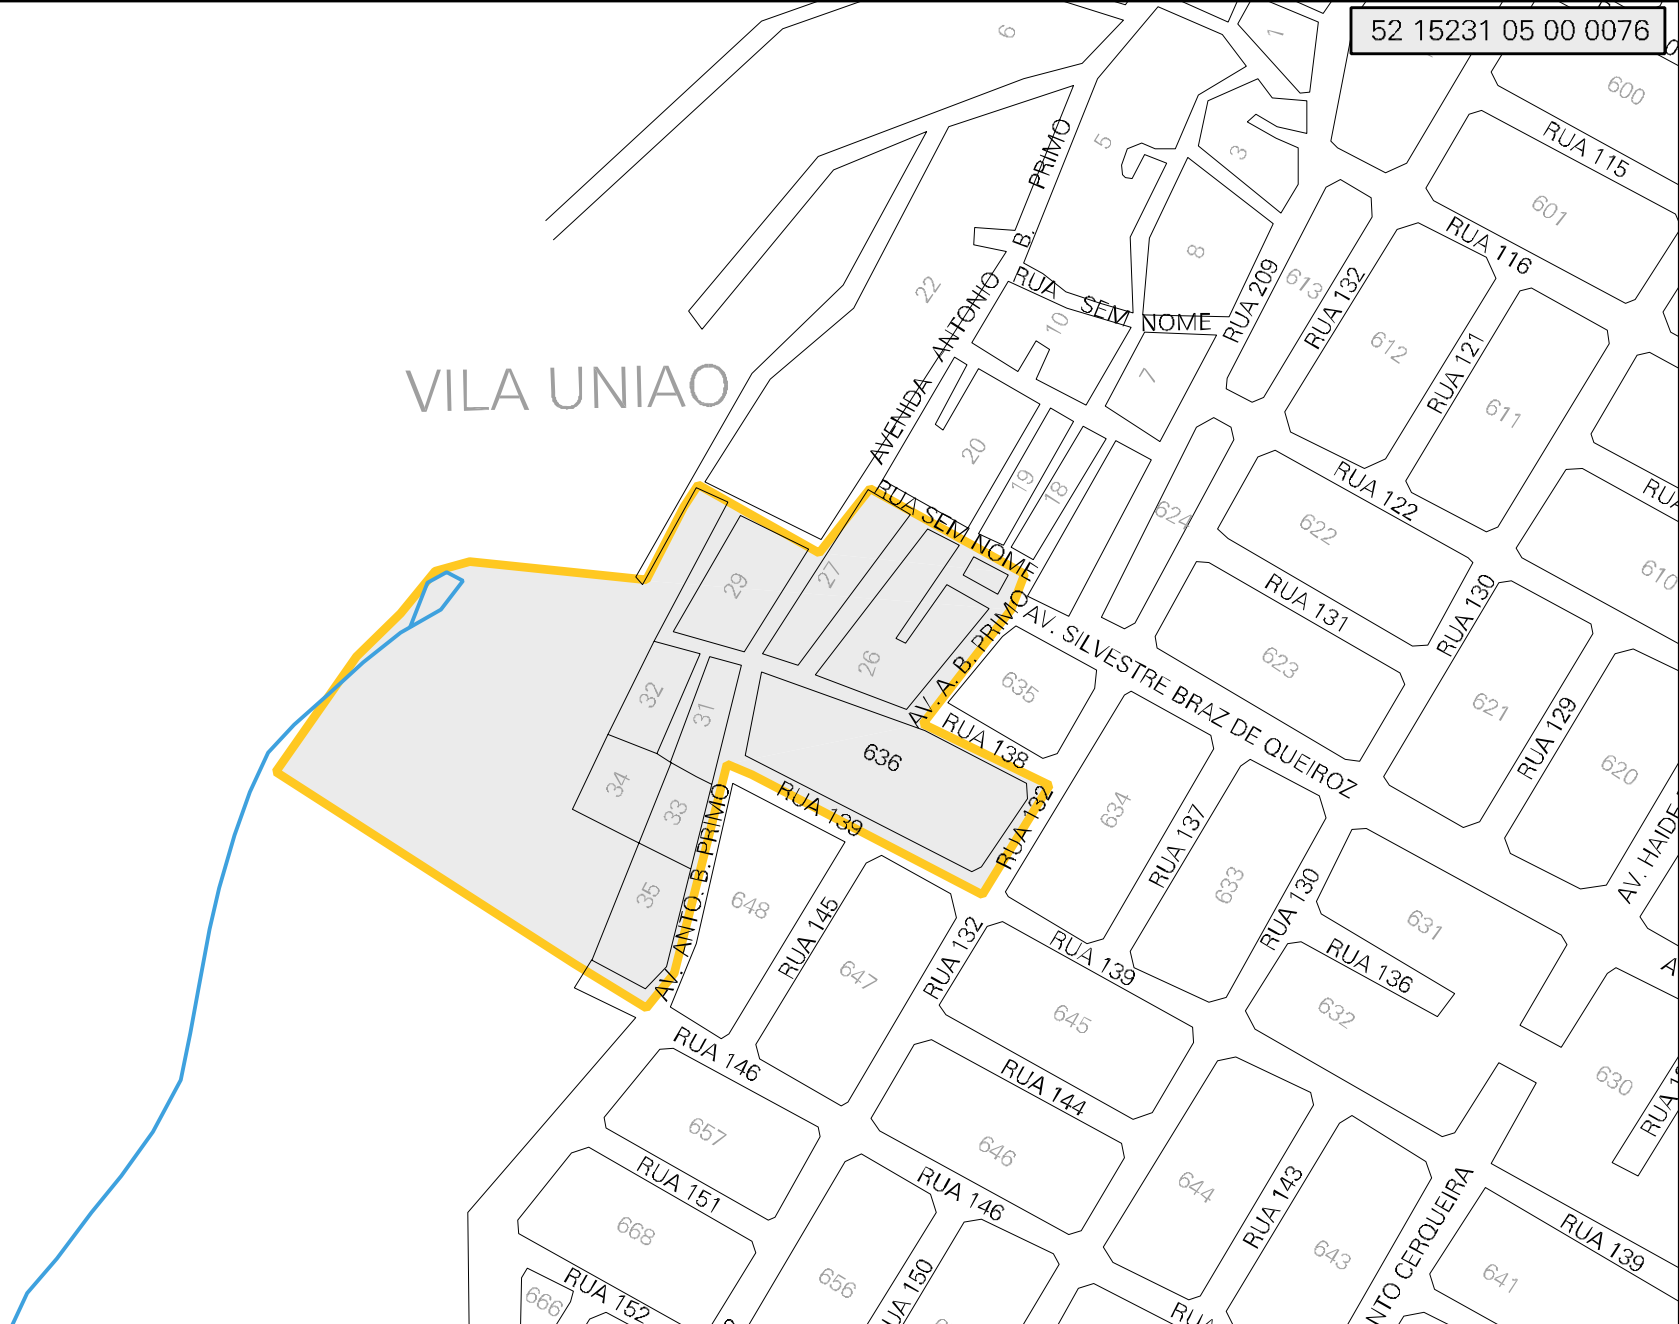 52 15231 05 00 0076
6
1
600
PRIMO
5
3
RUA 115
601
RUA 116
B.
8
22
RUA
SEM
NOME
RUA 209
613
RUA 132
ANTONIO
10
612
RUA 121
VILA UNIAO
7
AVENIDA
611
20
19
18
RUA 122
RUA SEM NOME
624
622
610
29
27
RUA 131
RUA 130
AV. SILVESTRE BRAZ DE QUEIROZ
AV. A. B. PRIMO
26
623
635
32
31
621
RUA 129
RUA 138
636
620
34
33
RUA 139
RUA 132
634
RUA 137
AV. ANTO. B. PRIMO
633
RUA 130
35
648
RUA 145
631
RUA 132
RUA 139
RUA 136
647
645
632
RUA 146
RUA 144
630
657
646
RUA 151
RUA 146
644
RUA 143
668
656
643
RUA 139
641
666
RUA 152